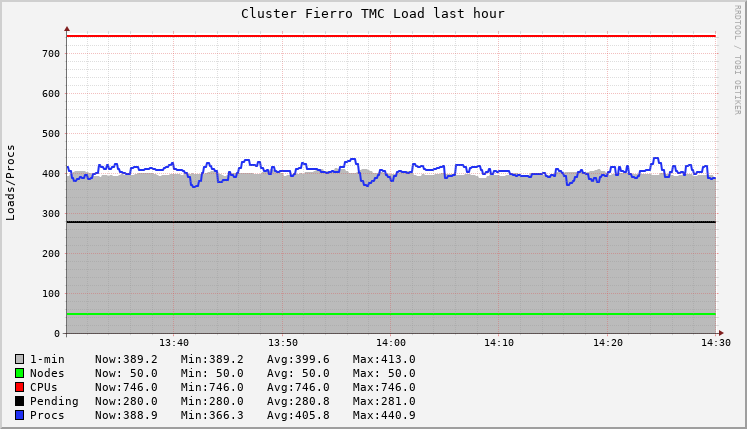 Cluster Fierro TMC Load last hour
RRDTOOL / TOBI OETIKER
Loads/Procs
700
600
500
400
300
200
100
0
13:40 13:50 14:00 14:10 14:20 14:30
1-min Now:389.2 Min:389.2 Avg:399.6 Max:413.0
Nodes Now: 50.0 Min: 50.0 Avg: 50.0 Max: 50.0
CPUs Now:746.0 Min:746.0 Avg:746.0 Max:746.0
Pending Now:280.0 Min:280.0 Avg:280.8 Max:281.0
Procs Now:388.9 Min:366.3 Avg:405.8 Max:440.9